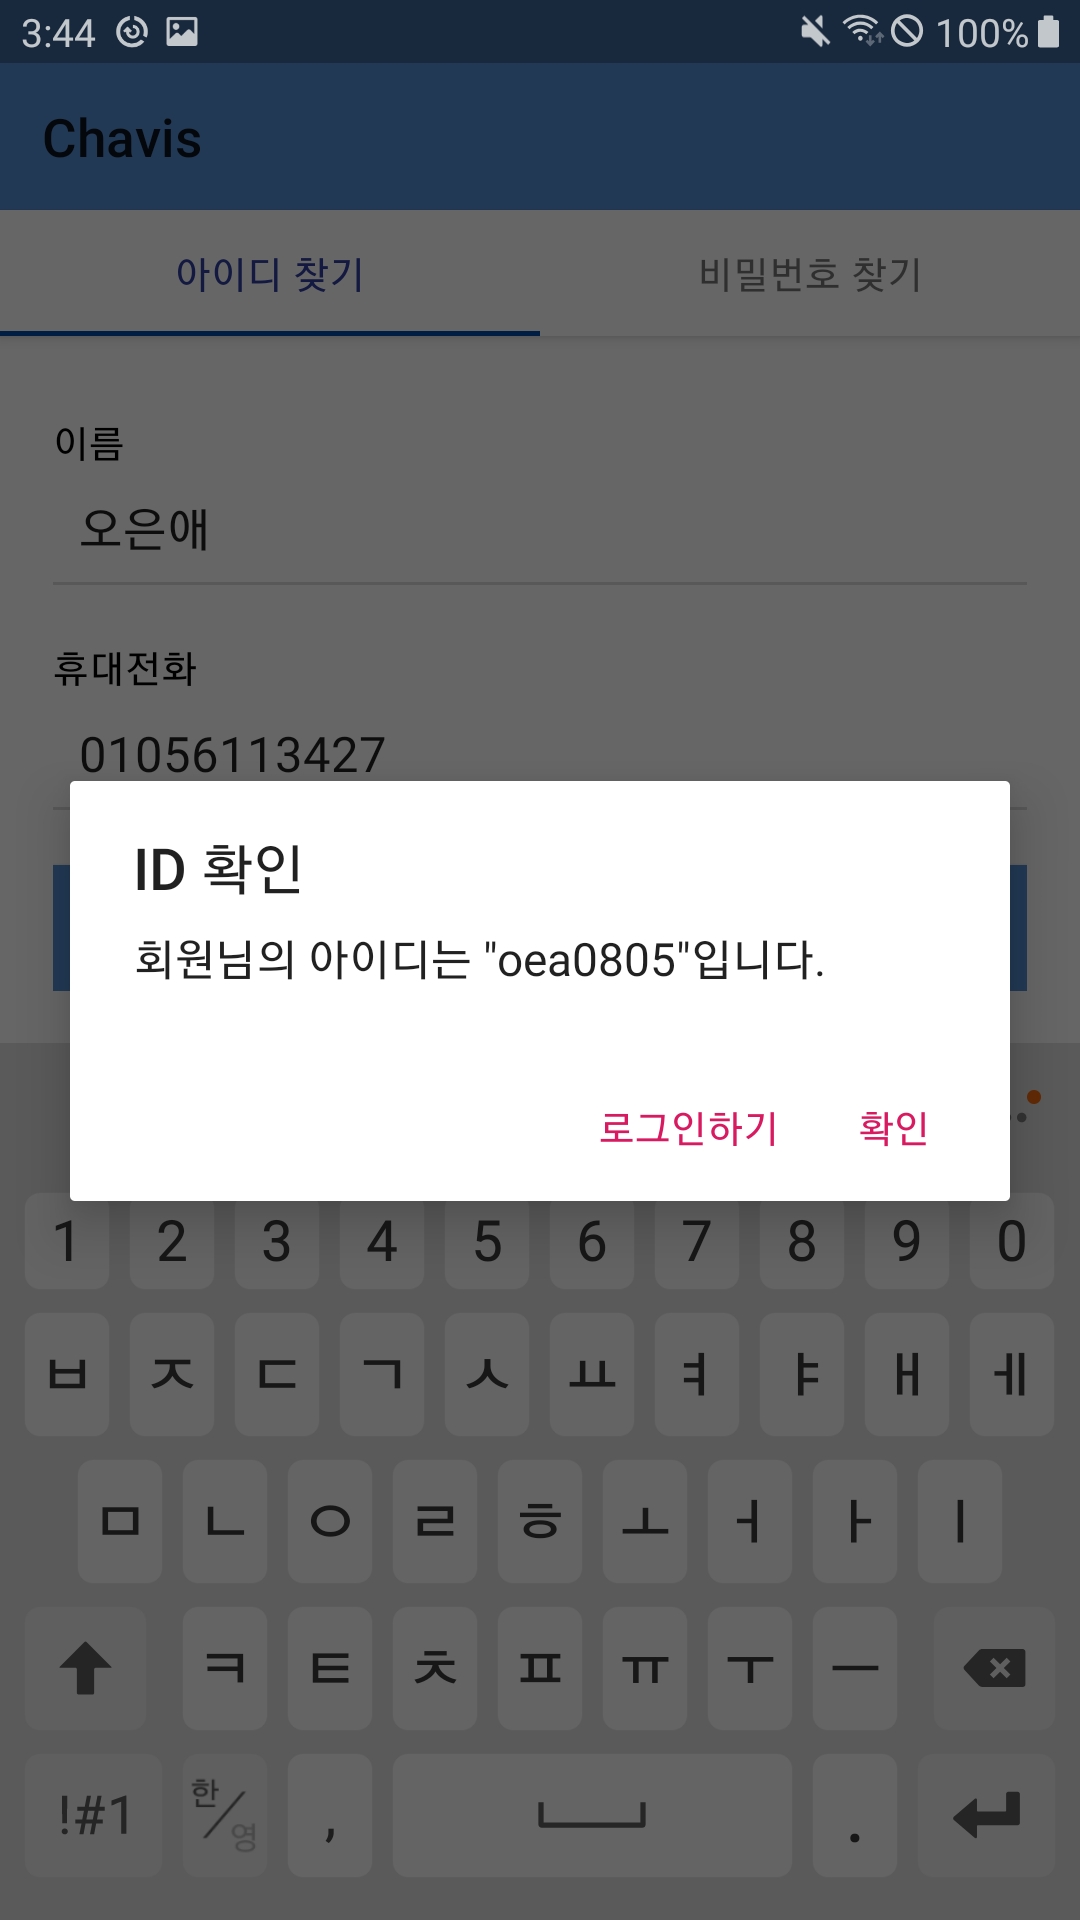 3:44 100%
Chavis
아이디 찾기 비밀번호 찾기
이름
오은애
휴대전화
01056113427
ID 확인
회원님의 아이디는 "oea0805"입니다.
로그인하기 확인
1 2 3 4 5 6 7 8 9 0
ㅂ ㅈ ㄷ ㄱ ㅅ ㅛ ㅕ ㅑ ㅐ ㅔ
ㅁ ㄴ ㅇ ㄹ ㅎ ㅗ ㅓ ㅏ ㅣ
ㅋ ㅌ ㅊ ㅍ ㅠ ㅜ ㅡ
!#1 한/영 , .